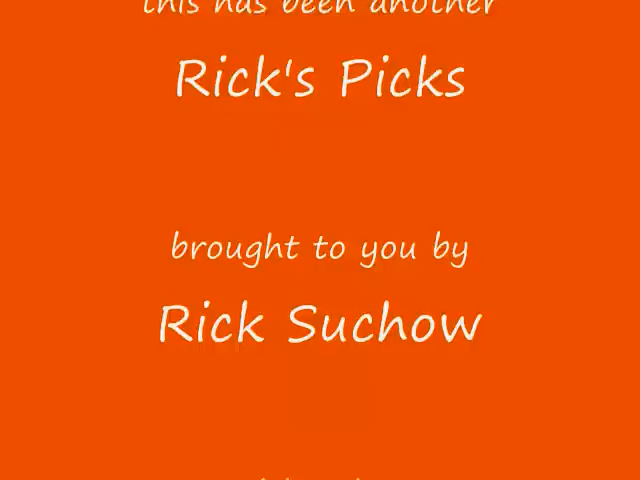 this has been another
Rick's Picks
brought to you by
Rick Suchow